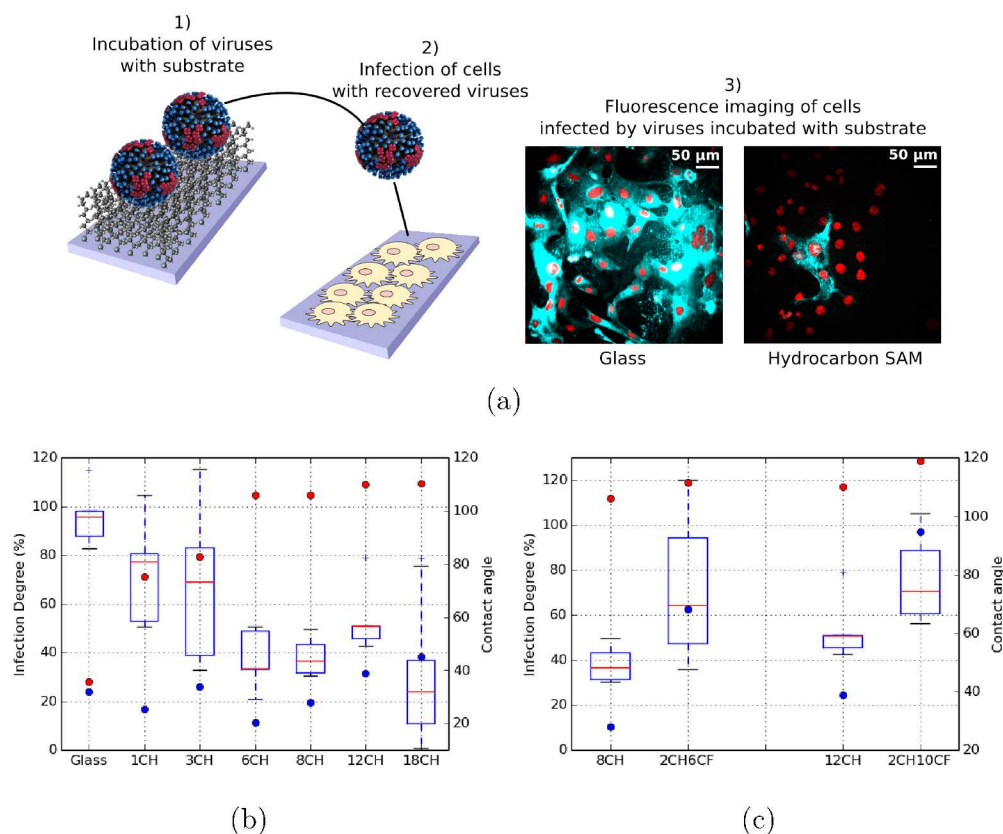 1)
Incubation of viruses
with substrate
2)
Infection of cells
with recovered viruses
3)
Fluorescence imaging of cells
infected by viruses incubated with substrate
50 µm
50 µm
Glass
Hydrocarbon SAM
(a)
120
100
80
60
40
20
0
Infection Degree (%)
Glass
1CH
3CH
6CH
8CH
12CH
18CH
120
100
80
60
40
20
Contact angle
(b)
120
100
80
60
40
20
0
Infection Degree (%)
8CH
2CH6CF
12CH
2CH10CF
120
100
80
60
40
20
Contact angle
(c)